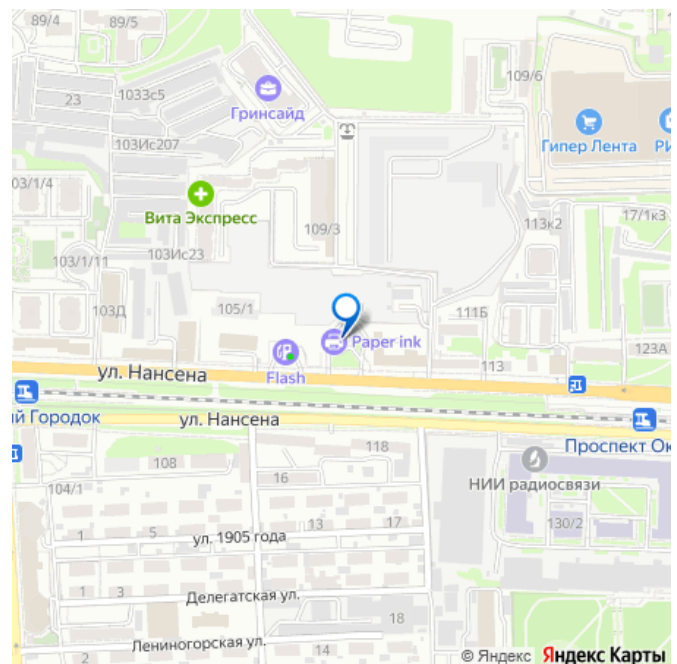 89/4
89/5
1033с5
23
Гринсайд
109/6
Гипер Лента
РИ
103Ис207
03/1/4
Вита Экспресс
109/3
113к2
17/1к3
103/1/11
103Ис23
103Д
105/1
111Б
Paper ink
123А
113
Flash
ул. Нансена
ий Городок
ул. Нансена
Проспект Ок
108
118
НИИ радиосвязи
104/1
16
130/2
1
5
ул. 1905 года
13
17
1
3
Делегатская ул.
18
Лениногорская ул.
2
14
© Яндекс Яндекс Карты